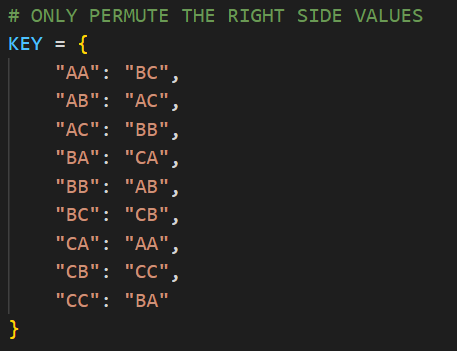 # ONLY PERMUTE THE RIGHT SIDE VALUES
KEY = {
    "AA": "BC",
    "AB": "AC",
    "AC": "BB",
    "BA": "CA",
    "BB": "AB",
    "BC": "CB",
    "CA": "AA",
    "CB": "CC",
    "CC": "BA"
}